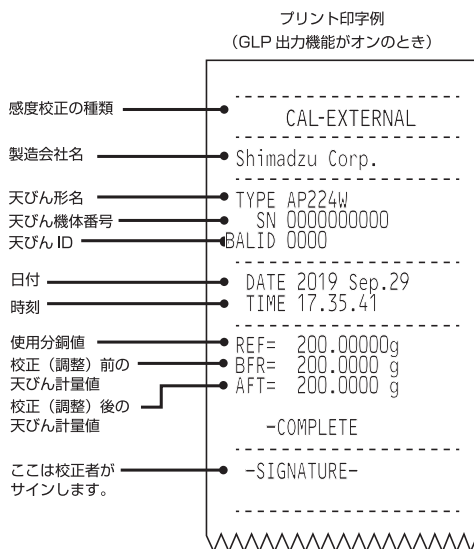 プリント印字例
(GLP 出力機能がオンのとき)
感度校正の種類
CAL-EXTERNAL
製造会社名
Shimadzu Corp.
天びん形名
TYPE AP224W
天びん機体番号
SN 0000000000
天びん ID
BALID 0000
日付
DATE 2019 Sep.29
時刻
TIME 17.35.41
使用分銅値
REF= 200.00000g
校正(調整)前の
天びん計量値
BFR= 200.0000 g
校正(調整)後の
天びん計量値
AFT= 200.0000 g
-COMPLETE
ここは校正者が
サインします。
-SIGNATURE-